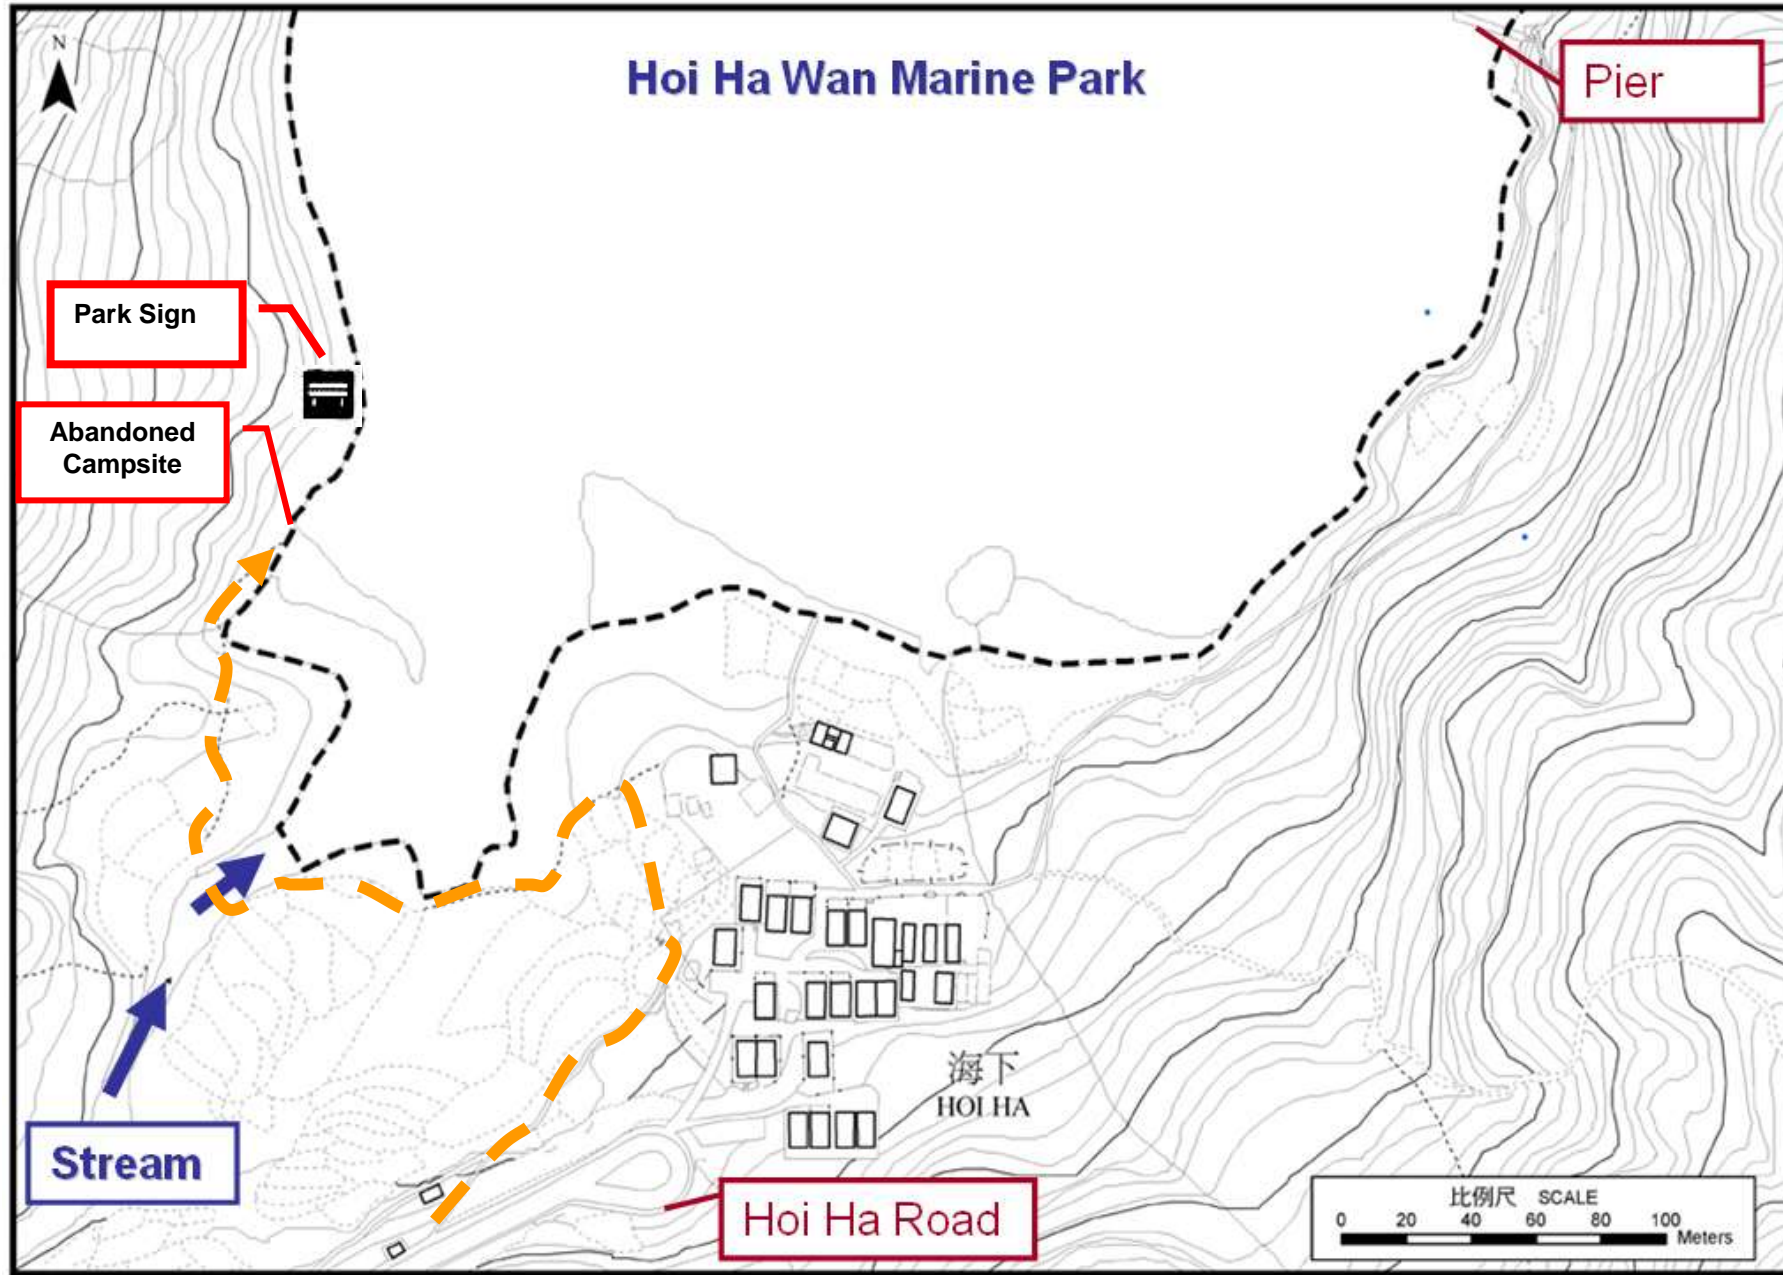 N
Hoi Ha Wan Marine Park
Pier
Park Sign
Abandoned
Campsite
海下
HOI HA
Stream
Hoi Ha Road
比例尺 SCALE
0 20 40 60 80 100
Meters